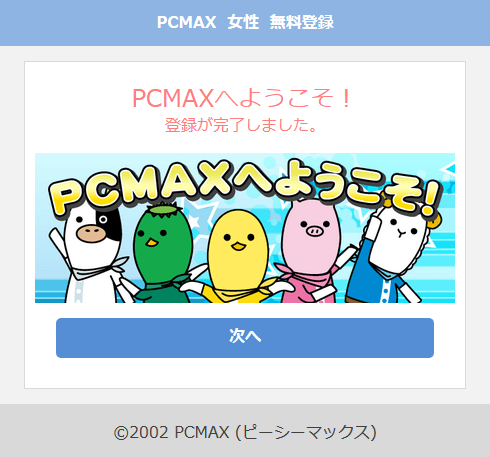 PCMAX 女性 無料登録
PCMAXへようこそ！
登録が完了しました。
PCMAXへようこそ!
次へ
©2002 PCMAX (ピーシーマックス)